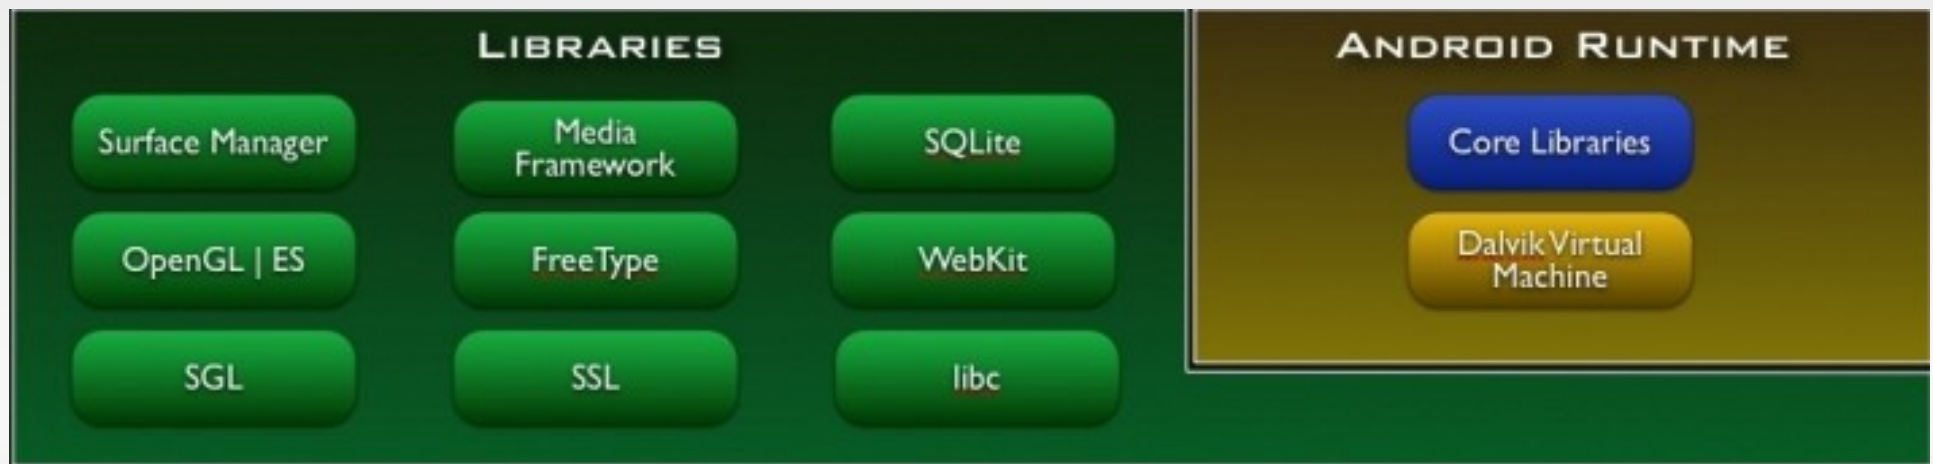 LIBRARIES
ANDROID RUNTIME
Surface Manager
Media
Framework
SQLite
Core Libraries
OpenGL | ES
FreeType
WebKit
Dalvik Virtual
Machine
SGL
SSL
libc